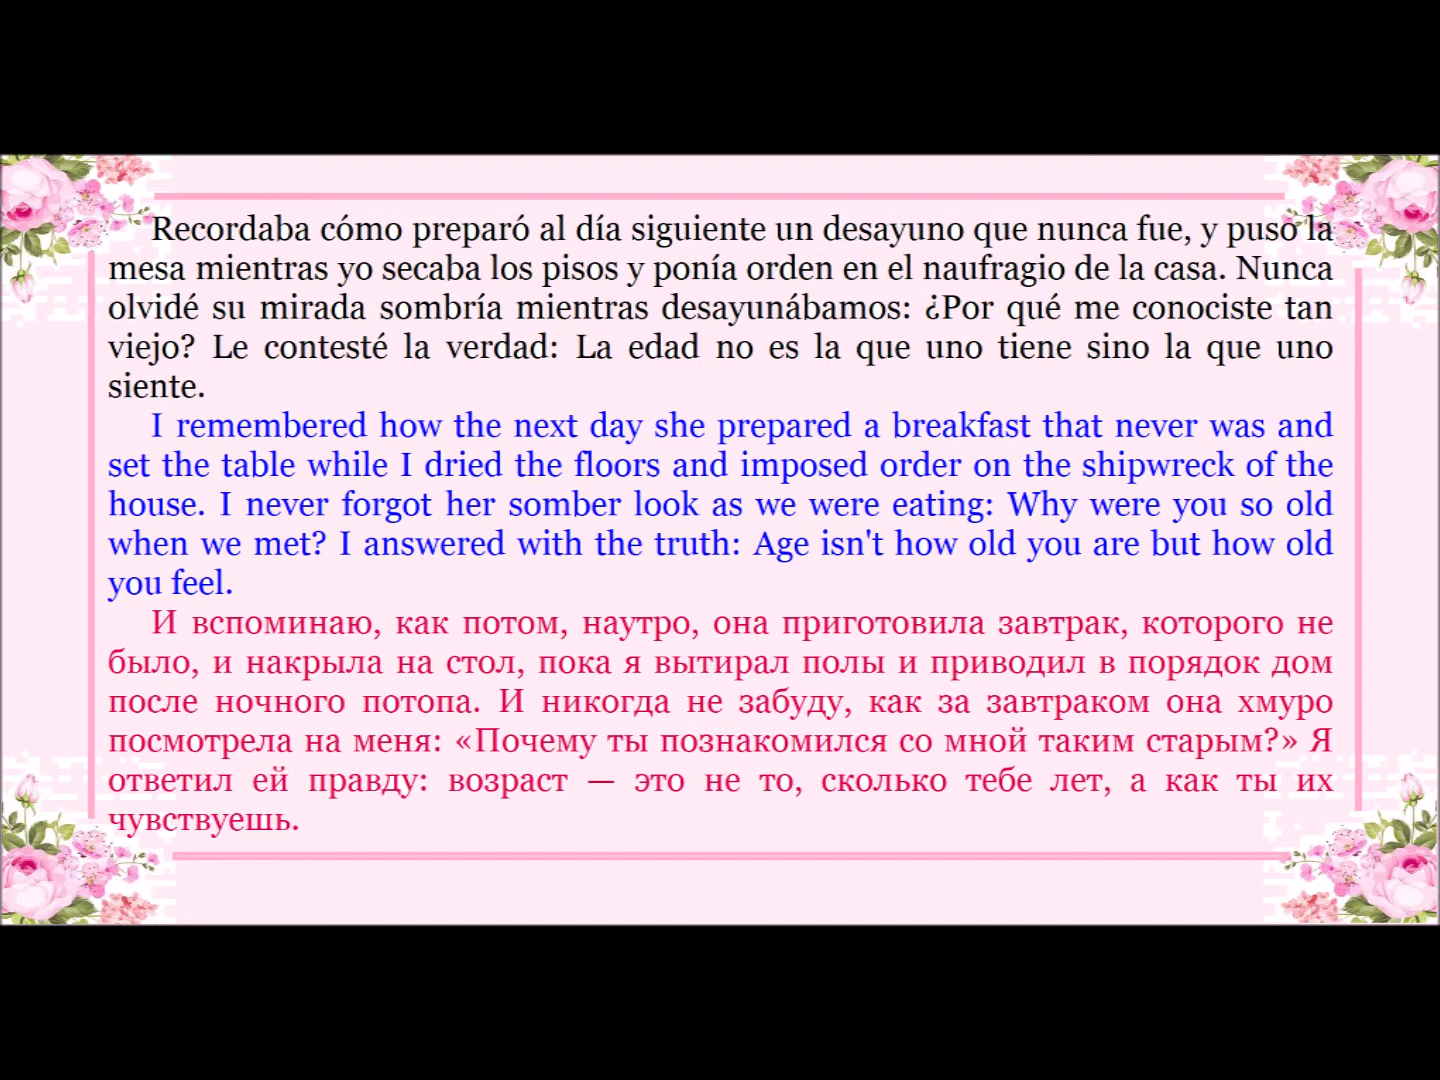 Recordaba cómo preparó al día siguiente un desayuno que nunca fue, y puso la
mesa mientras yo secaba los pisos y ponía orden en el naufragio de la casa. Nunca
olvidé su mirada sombría mientras desayunábamos: ¿Por qué me conociste tan
viejo? Le contesté la verdad: La edad no es la que uno tiene sino la que uno
siente.
I remembered how the next day she prepared a breakfast that never was and
set the table while I dried the floors and imposed order on the shipwreck of the
house. I never forgot her somber look as we were eating: Why were you so old
when we met? I answered with the truth: Age isn't how old you are but how old
you feel.
И вспоминаю, как потом, наутро, она приготовила завтрак, которого не
было, и накрыла на стол, пока я вытирал полы и приводил в порядок дом
после ночного потопа. И никогда не забуду, как за завтраком она хмуро
посмотрела на меня: «Почему ты познакомился со мной таким старым?» Я
ответил ей правду: возраст — это не то, сколько тебе лет, а как ты их
чувствуешь.